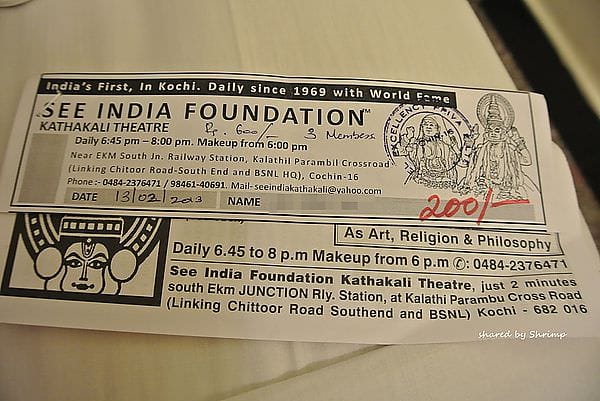 India's First, In Kochi. Daily since 1969 with World Fame
SEE INDIA FOUNDATION™
KATHAKALI THEATRE Rs. 600/- 3 Members
Daily 6:45 pm – 8:00 pm. Makeup from 6:00 pm
Near EKM South Jn. Railway Station, Kalathil Parambil Crossroad
(Linking Chittoor Road-South End and BSNL HQ), Cochin-16
Phone:- 0484-2376471 / 98461-40691. Mail-seeindiakathakali@yahoo.com
DATE 13/02/2013 NAME
EXCELLENCY
200/-
As Art, Religion & Philosophy
Daily 6.45 to 8 p.m Makeup from 6 p.m ✆: 0484-2376471
See India Foundation Kathakali Theatre, just 2 minutes
south Ekm JUNCTION Rly. Station, at Kalathi Parambu Cross Road
(Linking Chittoor Road Southend and BSNL) Kochi - 682 016
shared by Shrimp